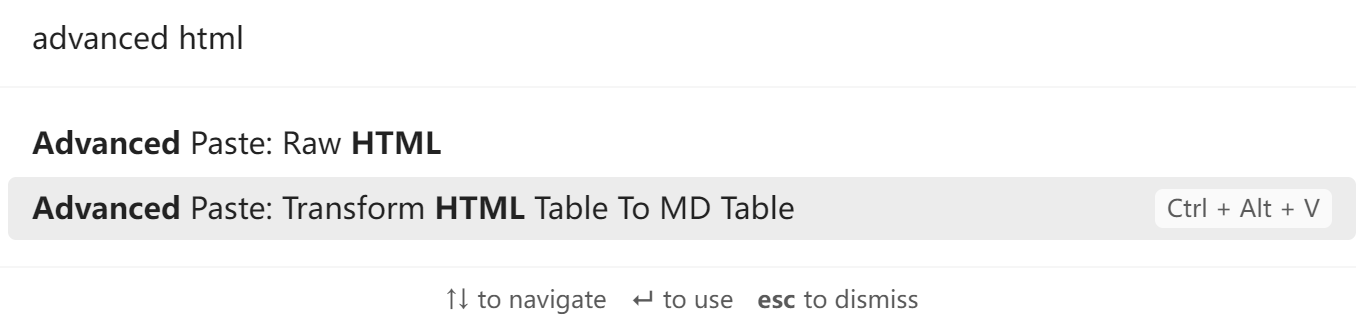 advanced html
Advanced Paste: Raw HTML
Advanced Paste: Transform HTML Table To MD Table Ctrl + Alt + V
↑↓ to navigate ↵ to use esc to dismiss